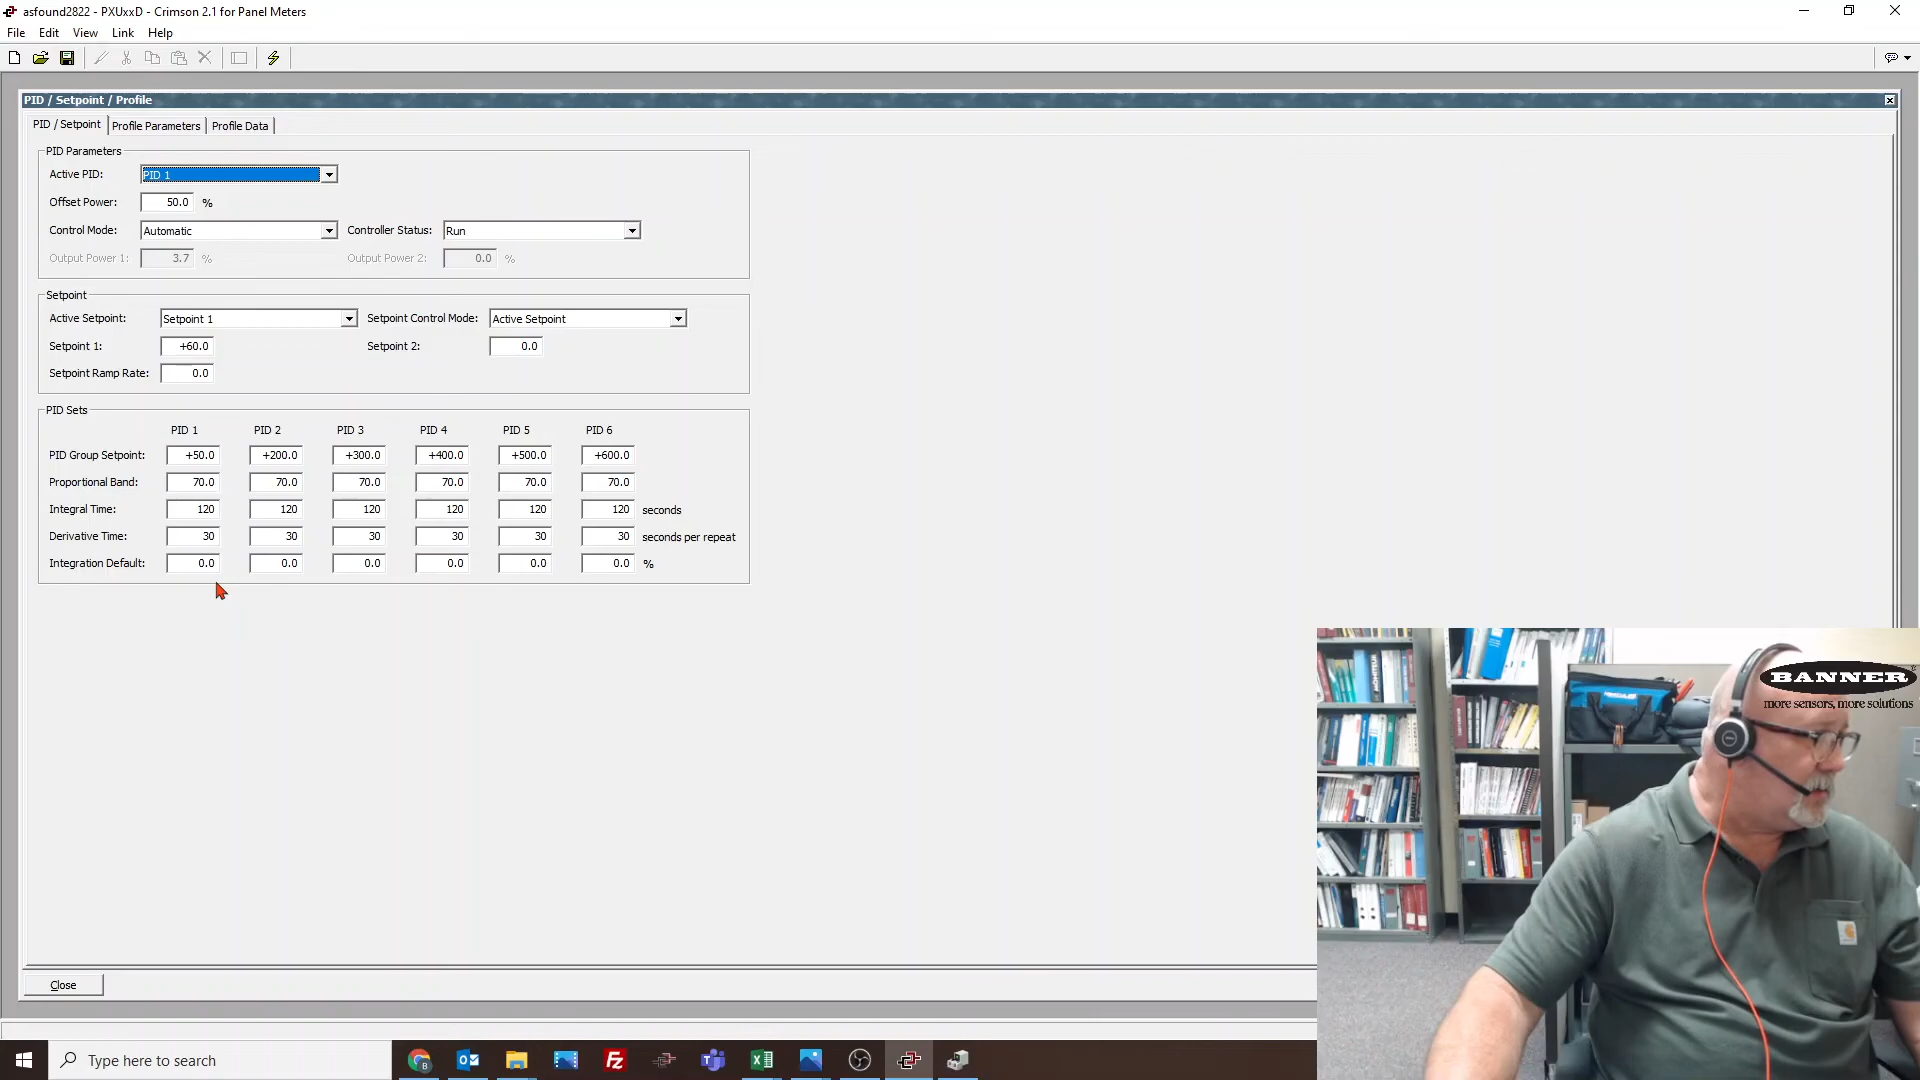 asfound2822 - PXUxxD - Crimson 2.1 for Panel Meters
File Edit View Link Help
PID / Setpoint / Profile
PID / Setpoint Profile Parameters Profile Data
PID Parameters
Active PID: PID 1
Offset Power: 50.0 %
Control Mode: Automatic Controller Status: Run
Output Power 1: 3.7 % Output Power 2: 0.0 %
Setpoint
Active Setpoint: Setpoint 1 Setpoint Control Mode: Active Setpoint
Setpoint 1: +60.0 Setpoint 2: 0.0
Setpoint Ramp Rate: 0.0
PID Sets
PID 1 PID 2 PID 3 PID 4 PID 5 PID 6
PID Group Setpoint: +50.0 +200.0 +300.0 +400.0 +500.0 +600.0
Proportional Band: 70.0 70.0 70.0 70.0 70.0 70.0
Integral Time: 120 120 120 120 120 120 seconds
Derivative Time: 30 30 30 30 30 30 seconds per repeat
Integration Default: 0.0 0.0 0.0 0.0 0.0 0.0 %
BANNER
more sensors, more solutions
Close
Type here to search